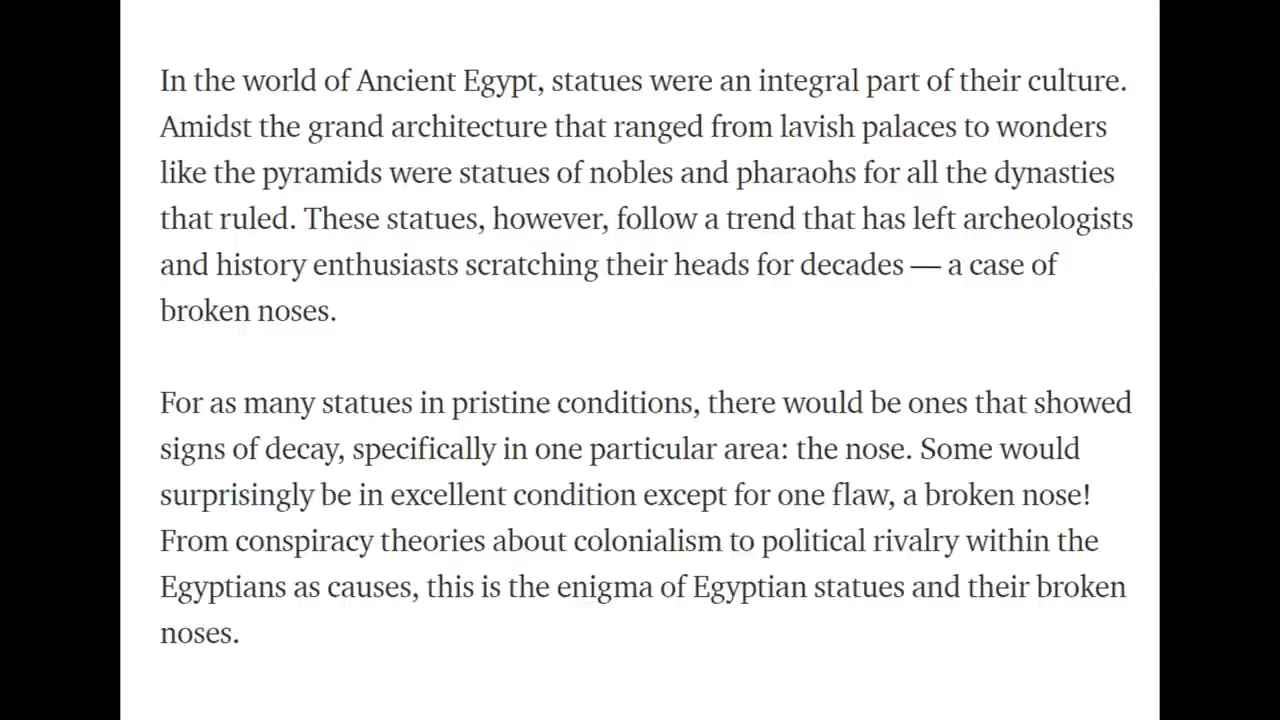 In the world of Ancient Egypt, statues were an integral part of their culture.
Amidst the grand architecture that ranged from lavish palaces to wonders
like the pyramids were statues of nobles and pharaohs for all the dynasties
that ruled. These statues, however, follow a trend that has left archeologists
and history enthusiasts scratching their heads for decades — a case of
broken noses.
For as many statues in pristine conditions, there would be ones that showed
signs of decay, specifically in one particular area: the nose. Some would
surprisingly be in excellent condition except for one flaw, a broken nose!
From conspiracy theories about colonialism to political rivalry within the
Egyptians as causes, this is the enigma of Egyptian statues and their broken
noses.